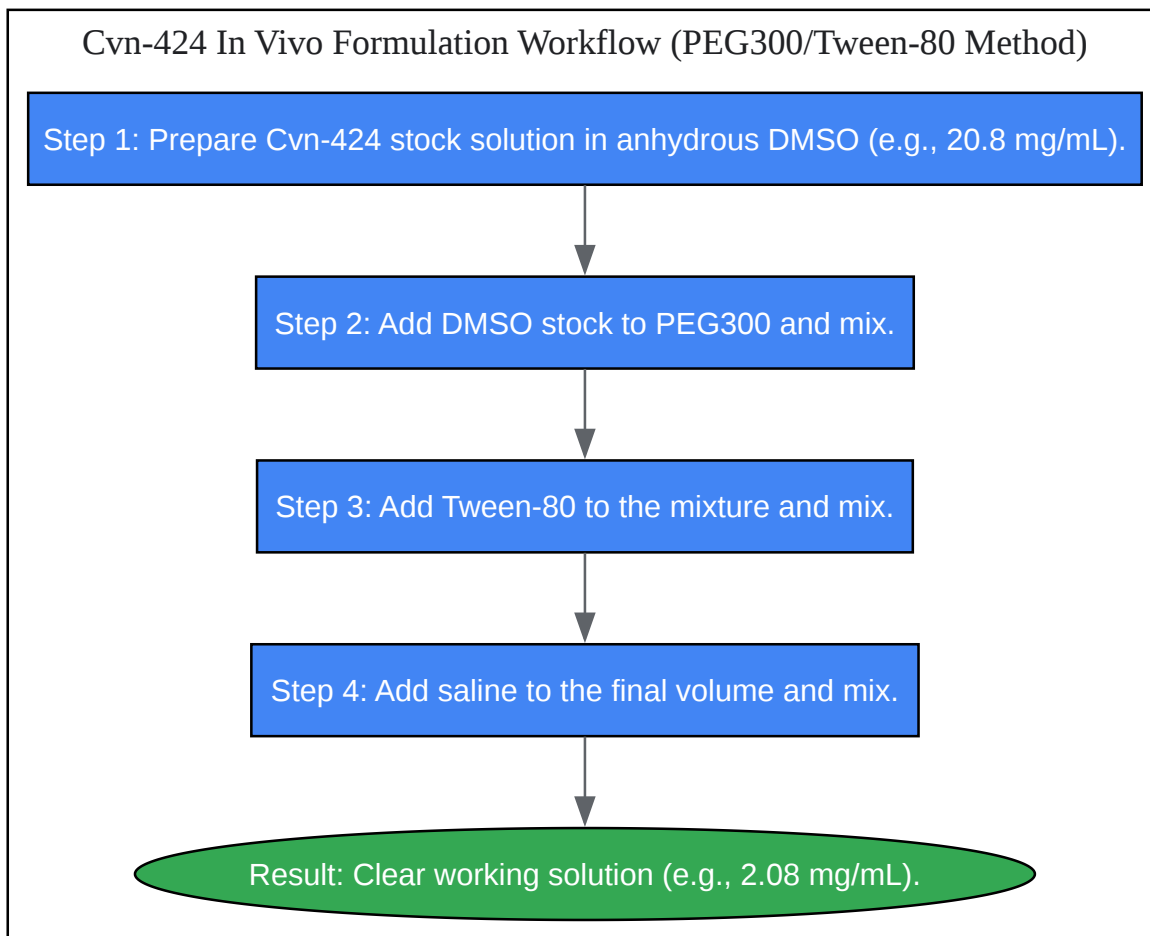 Cvn-424 In Vivo Formulation Workflow (PEG300/Tween-80 Method)
Step 1: Prepare Cvn-424 stock solution in anhydrous DMSO (e.g., 20.8 mg/mL).
Step 2: Add DMSO stock to PEG300 and mix.
Step 3: Add Tween-80 to the mixture and mix.
Step 4: Add saline to the final volume and mix.
Result: Clear working solution (e.g., 2.08 mg/mL).